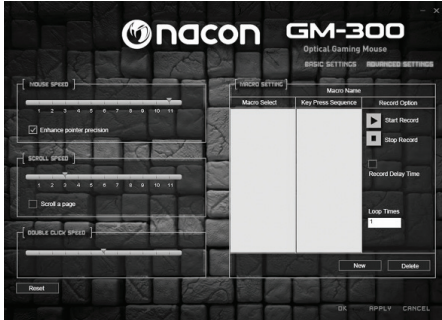 nacon GM-300
Optical Gaming Mouse
BASIC SETTINGS ADVANCED SETTINGS
MOUSE SPEED
1 2 3 4 5 6 7 8 9 10 11
Enhance pointer precision
SCROLL SPEED
1 2 3 4 5 6 7 8 9 10 11
Scroll a page
DOUBLE CLICK SPEED
Reset
MACRO SETTING
Macro Name
Macro Select Key Press Sequence Record Option
Start Record
Stop Record
Record Delay Time
Loop Times
1
New Delete
OK APPLY CANCEL